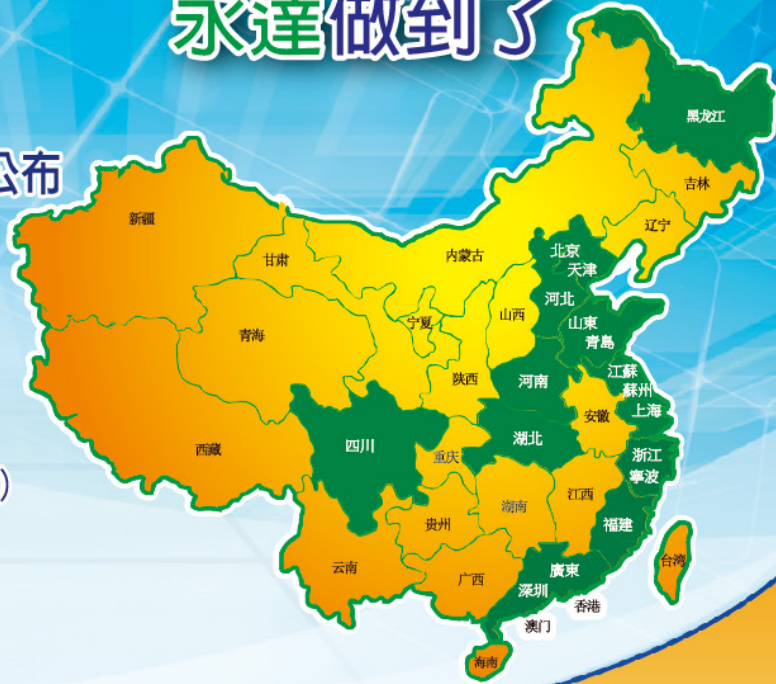 永達做到了
公布
黑龙江
吉林
辽宁
新疆
甘肃
内蒙古
北京
天津
河北
山西
宁夏
青海
山東
青島
陕西
河南
江蘇
蘇州
上海
安徽
西藏
四川
重庆
湖北
浙江
寧波
湖南
江西
贵州
福建
云南
广西
廣東
深圳
香港
澳门
台湾
海南
)